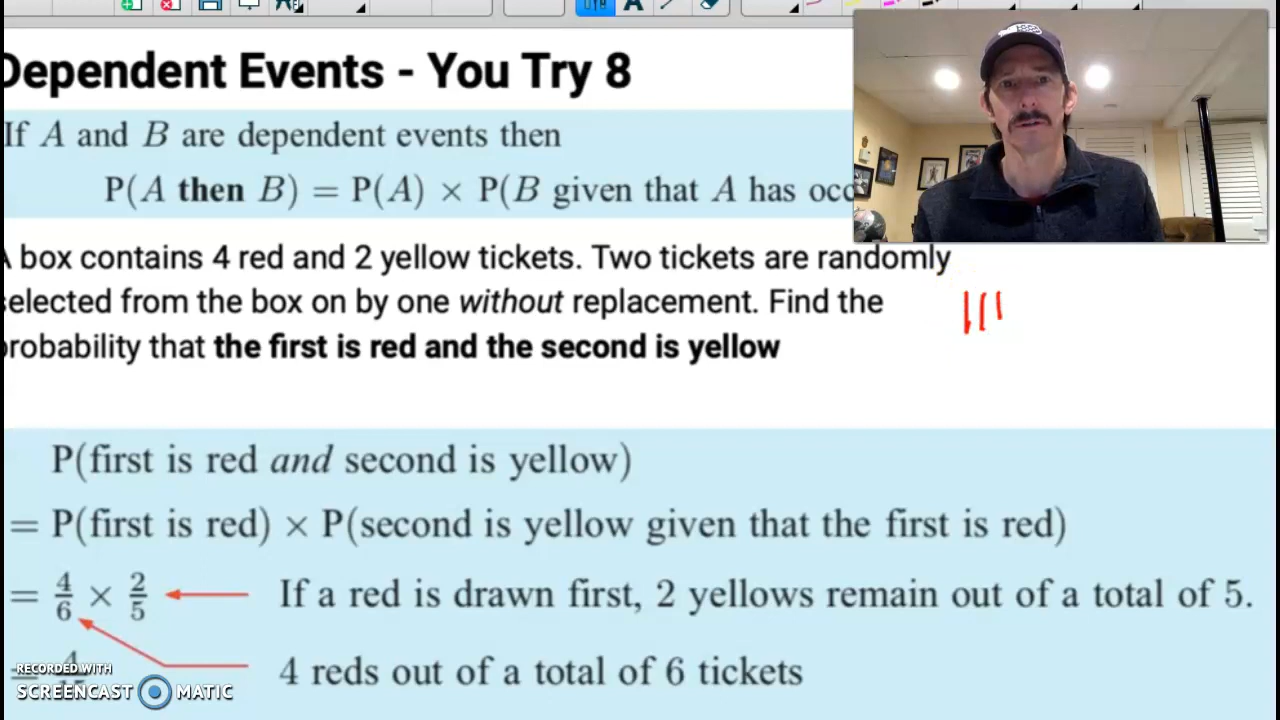 Dependent Events - You Try 8
If A and B are dependent events then
P(A then B) = P(A) × P(B given that A has occ
A box contains 4 red and 2 yellow tickets. Two tickets are randomly
selected from the box on by one without replacement. Find the
probability that the first is red and the second is yellow
P(first is red and second is yellow)
= P(first is red) × P(second is yellow given that the first is red)
= 4/6 × 2/5 If a red is drawn first, 2 yellows remain out of a total of 5.
= 4 4 reds out of a total of 6 tickets
RECORDED WITH
SCREENCAST MATIC